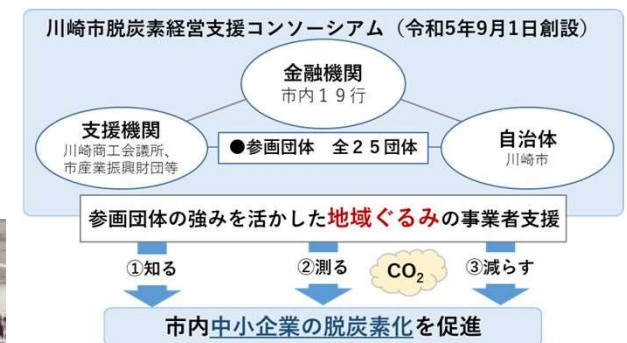 川崎市脱炭素経営支援コンソーシアム（令和5年9月1日創設）
金融機関
市内１９行
支援機関
川崎商工会議所、
市産業振興財団等
●参画団体　全２５団体
自治体
川崎市
参画団体の強みを活かした地域ぐるみの事業者支援
①知る
②測る
CO₂
③減らす
市内中小企業の脱炭素化を促進